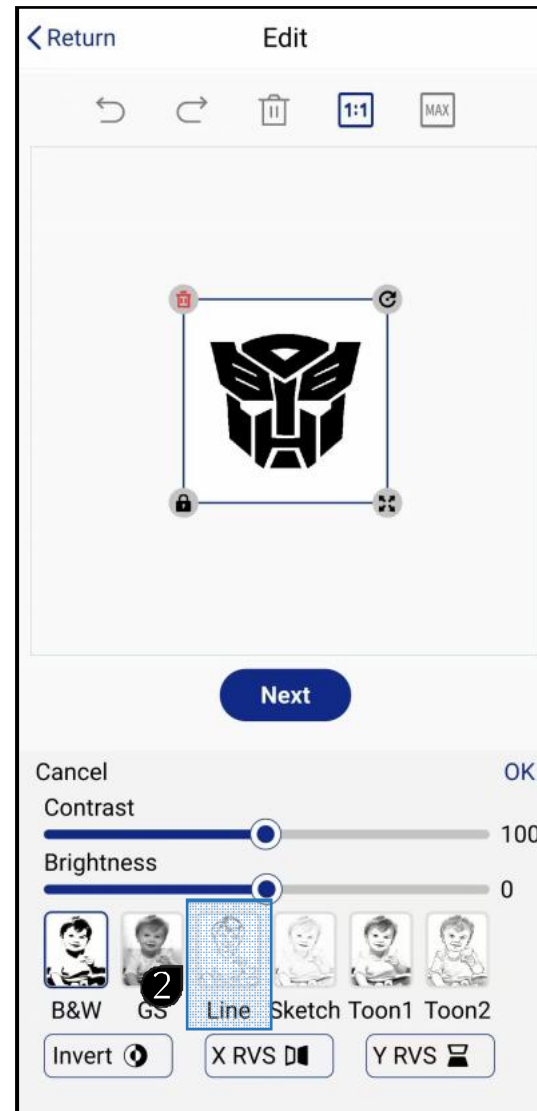 Return Edit
1:1 MAX
Next
Cancel OK
Contrast
100
Brightness
0
2
B&W GS Line Sketch Toon1 Toon2
Invert X RVS Y RVS